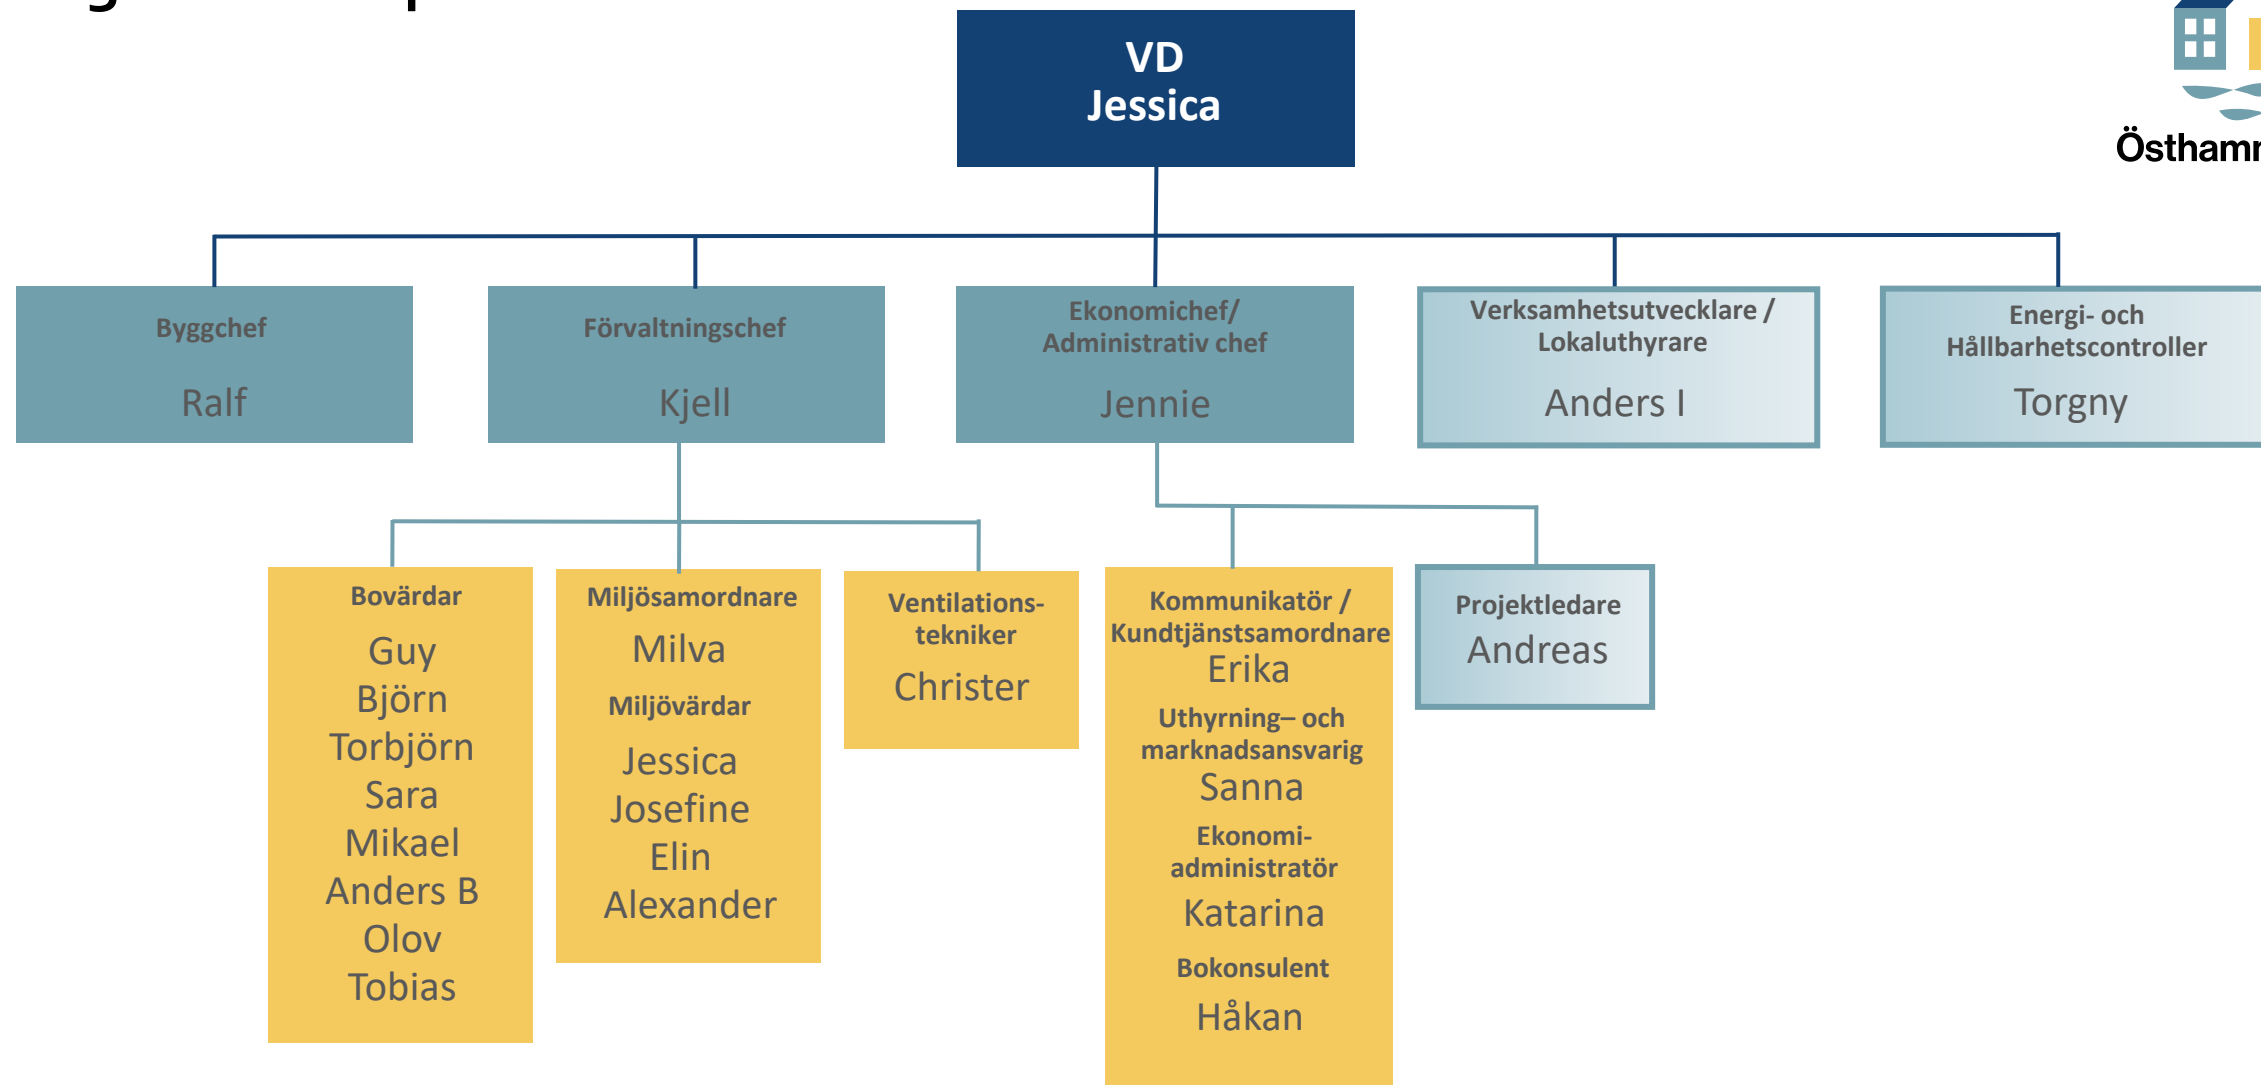 VD
Jessica
Byggchef
Ralf
Förvaltningschef
Kjell
Ekonomichef/
Administrativ chef
Jennie
Verksamhetsutvecklare /
Lokaluthyrare
Anders I
Energi- och
Hållbarhetscontroller
Torgny
Bovärdar
Guy
Björn
Torbjörn
Sara
Mikael
Anders B
Olov
Tobias
Miljösamordnare
Milva
Miljövärdar
Jessica
Josefine
Elin
Alexander
Ventilations-
tekniker
Christer
Kommunikatör /
Kundtjänstsamordnare
Erika
Uthyrning– och
marknadsansvarig
Sanna
Ekonomi-
administratör
Katarina
Bokonsulent
Håkan
Projektledare
Andreas